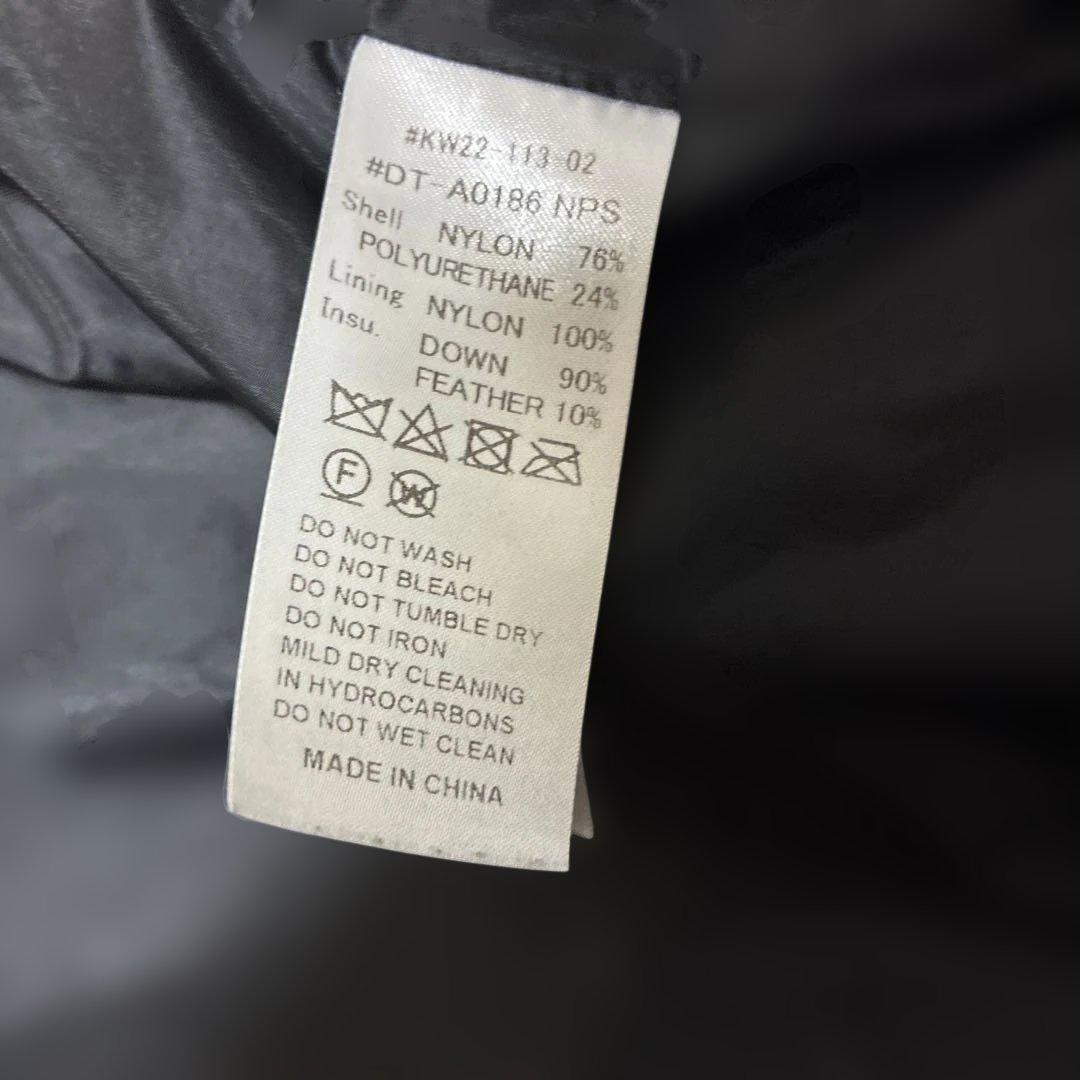 #KW22-113-02
#DT-A0186 NPS
Shell NYLON 76%
POLYURETHANE 24%
Lining NYLON 100%
Insu. DOWN 90%
FEATHER 10%
F W
DO NOT WASH
DO NOT BLEACH
DO NOT TUMBLE DRY
DO NOT IRON
MILD DRY CLEANING
IN HYDROCARBONS
DO NOT WET CLEAN
MADE IN CHINA